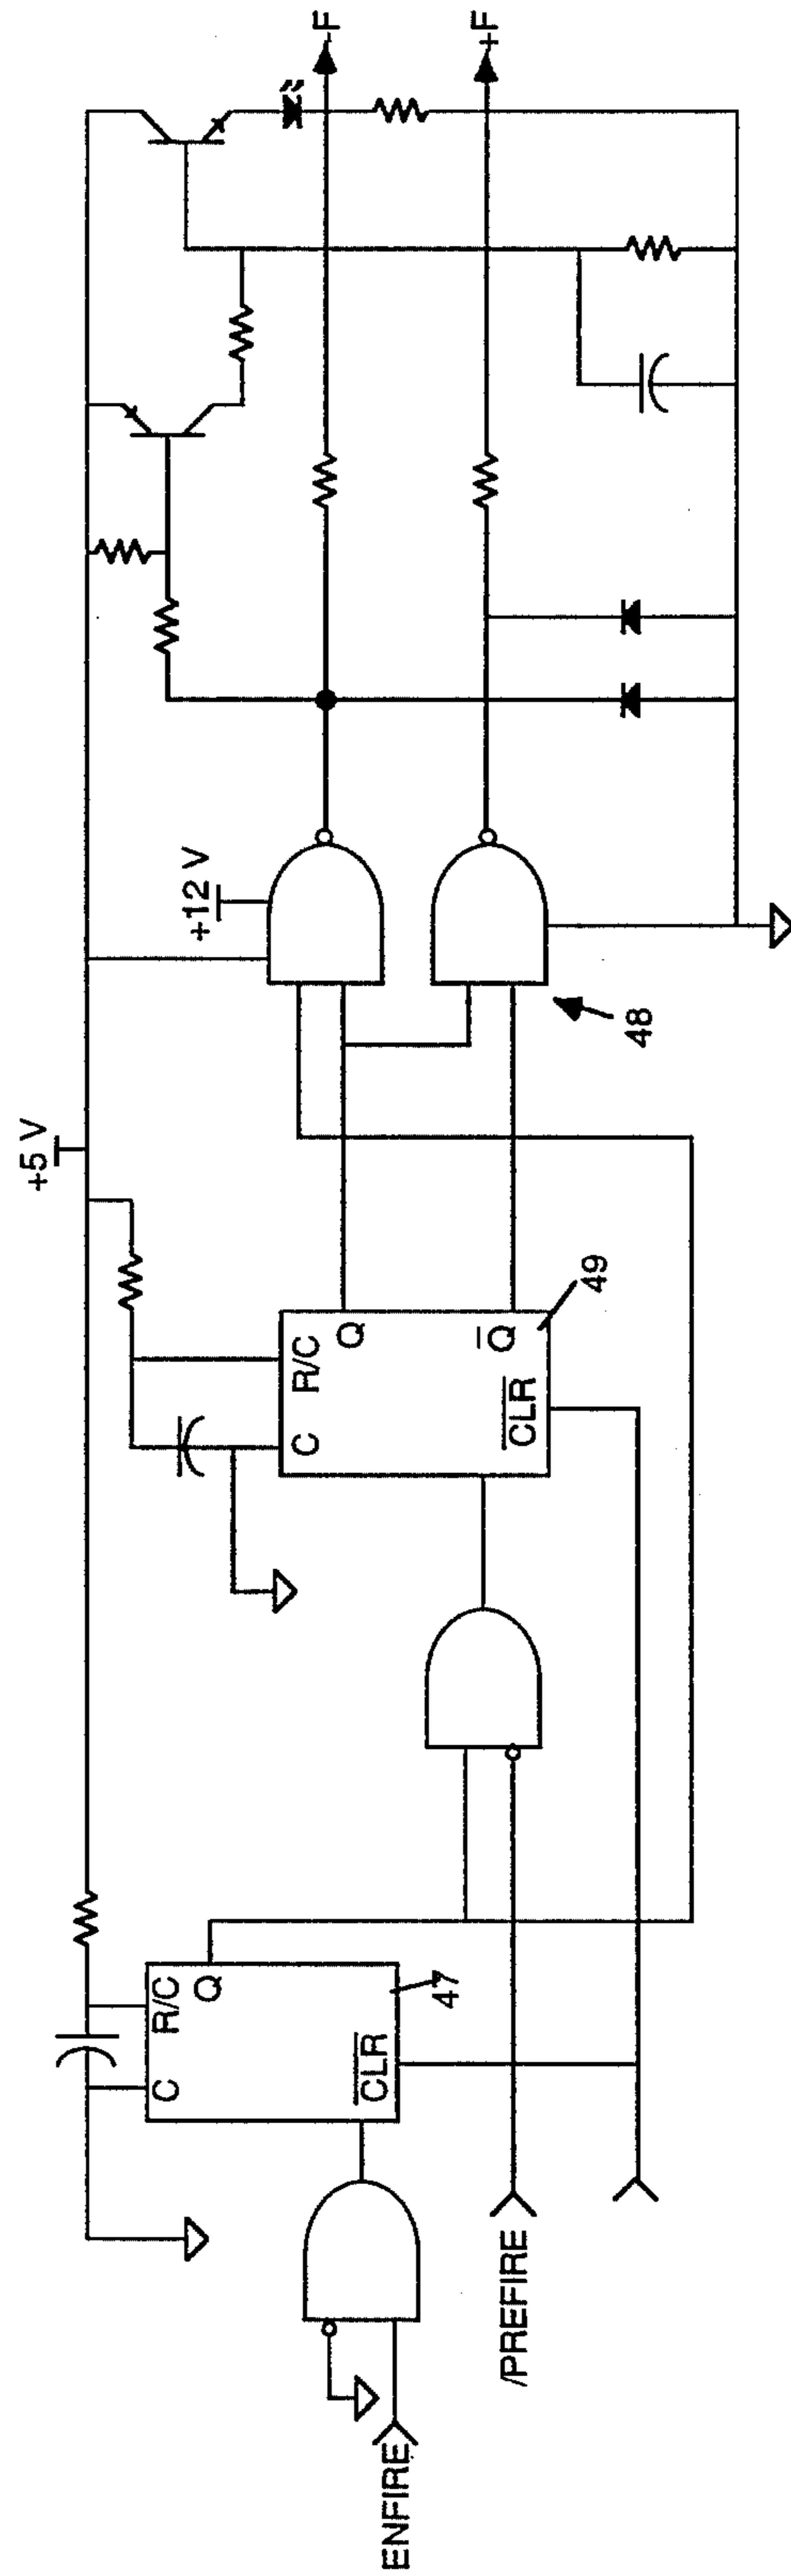 +5 V
+12 V
-F
+F
C
R/C
Q
CLR
47
C
R/C
Q
Q
CLR
49
48
ENFIRE
/PREFIRE